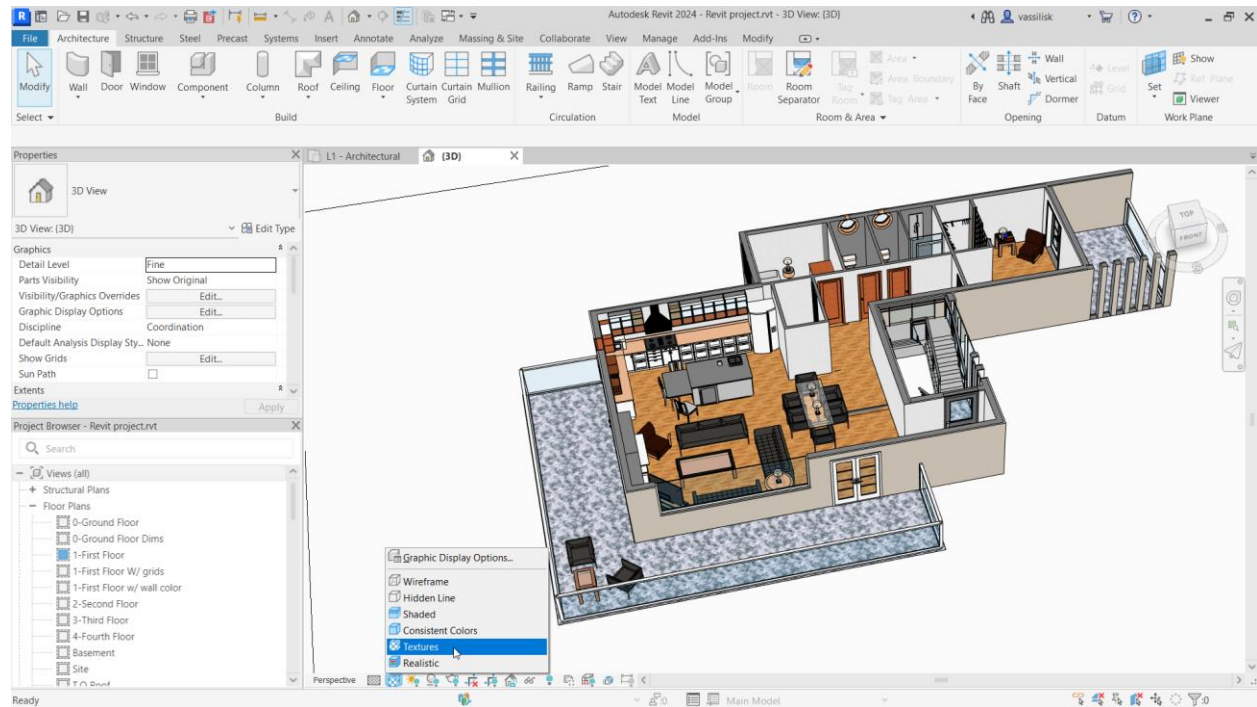 Autodesk Revit 2024 - Revit project.rvt - 3D View: {3D}
vassilisk
File Architecture Structure Steel Precast Systems Insert Annotate Analyze Massing & Site Collaborate View Manage Add-Ins Modify
Modify Wall Door Window Component Column Roof Ceiling Floor Curtain System Curtain Grid Mullion Railing Ramp Stair Model Text Model Line Model Group Room Room Separator Tag Room Area Area Boundary Tag Area By Face Shaft Wall Vertical Dormer Level Grid Set Show Ref Plane Viewer
Select Build Circulation Model Room & Area Opening Datum Work Plane
Properties
L1 - Architectural
{3D}
3D View
3D View: {3D}
Edit Type
Graphics
Detail Level Fine
Parts Visibility Show Original
Visibility/Graphics Overrides Edit...
Graphic Display Options Edit...
Discipline Coordination
Default Analysis Display Sty... None
Show Grids Edit...
Sun Path
Extents
Properties help Apply
Project Browser - Revit project.rvt
Search
Views (all)
Structural Plans
Floor Plans
0-Ground Floor
0-Ground Floor Dims
1-First Floor
1-First Floor W/ grids
1-First Floor w/ wall color
2-Second Floor
3-Third Floor
4-Fourth Floor
Basement
Site
T.O.Roof
TOP
FRONT
Graphic Display Options...
Wireframe
Hidden Line
Shaded
Consistent Colors
Textures
Realistic
Perspective
Ready
:0
Main Model
:0